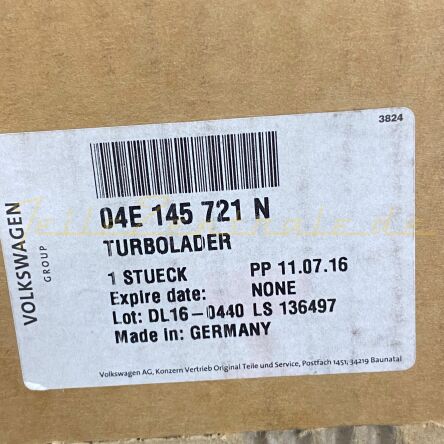 3824
VOLKSWAGEN
GROUP
04E 145 721 N
TURBOLADER
1 STUECK PP 11.07.16
Expire date: NONE
Lot: DL16-0440 LS 136497
Made in: GERMANY
Volkswagen AG, Konzern Vertrieb Original Teile und Service, Postfach 1451, 34219 Baunatal